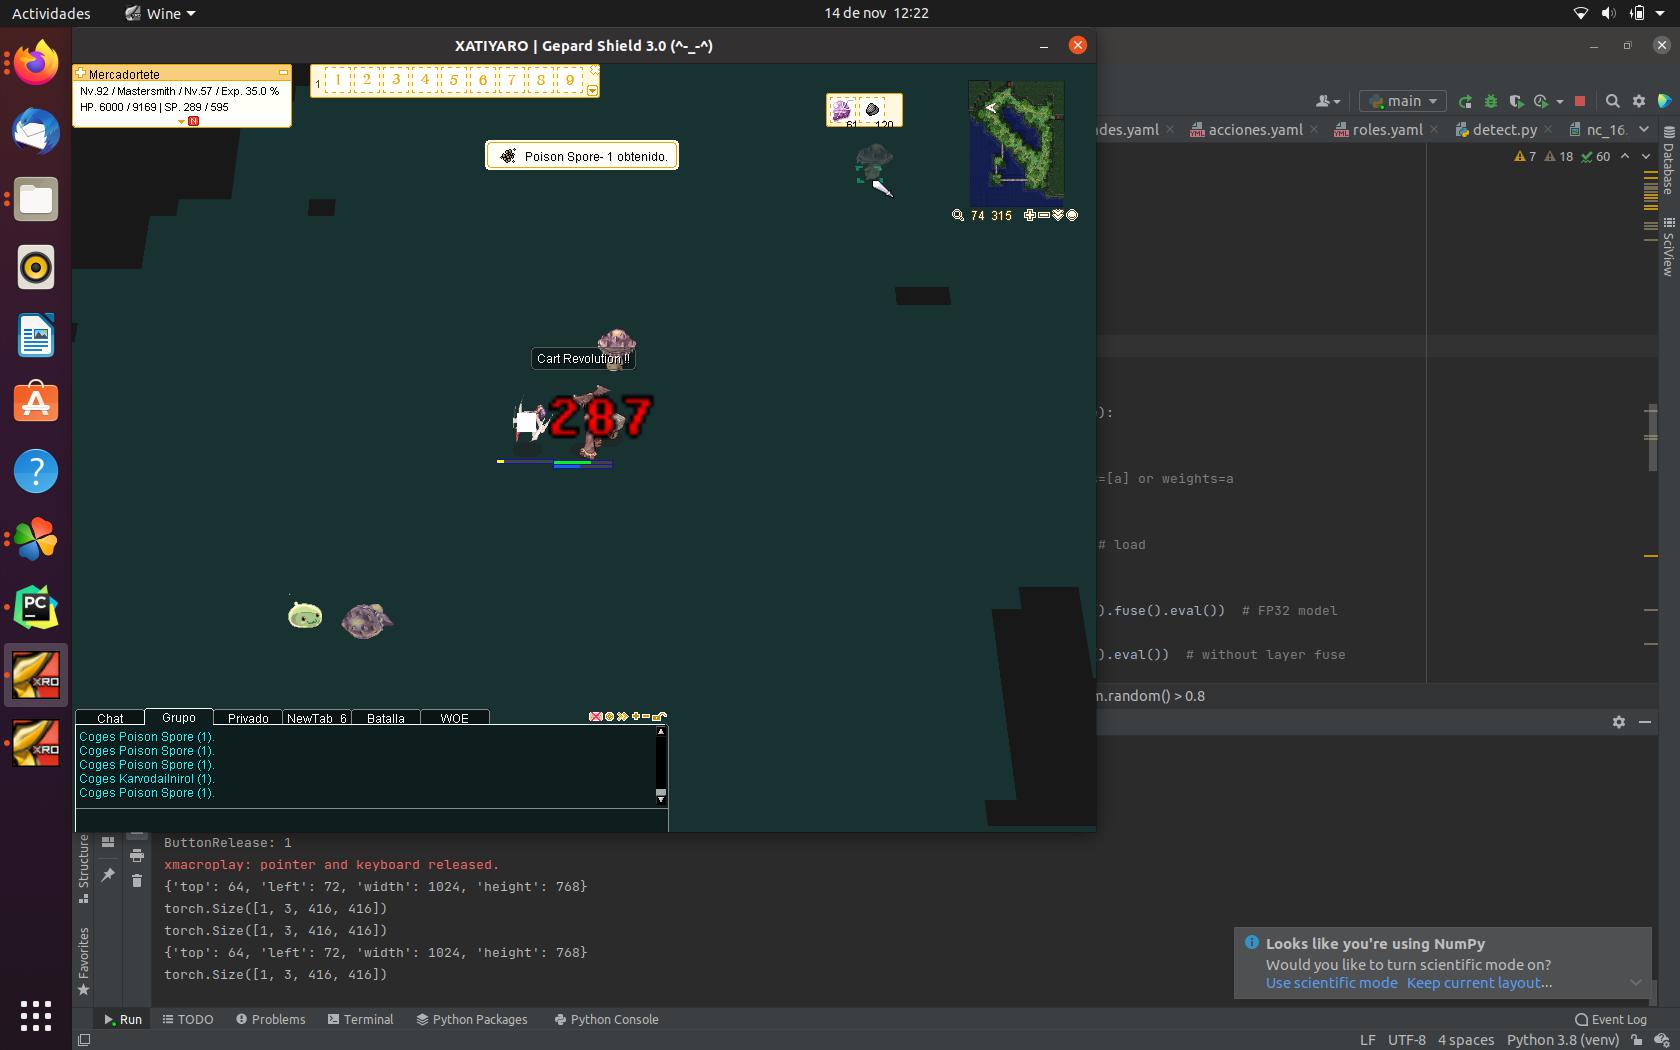 Actividades
Wine
14 de nov 12:22
XATIYARO | Gepard Shield 3.0 (^-_-^)
Mercadortete
Nv.92 / Mastersmith / Nv.57 / Exp. 35.0 %
HP. 6000 / 9169 | SP. 289 / 595
N
1 1 2 3 4 5 6 7 8 9
61 120
Poison Spore- 1 obtenido.
74 315
Cart Revolution !!
287
Chat Grupo Privado NewTab_6 Batalla WOE
Coges Poison Spore (1).
Coges Poison Spore (1).
Coges Poison Spore (1).
Coges Karvodailnirol (1).
Coges Poison Spore (1).
main
des.yaml acciones.yaml roles.yaml detect.py nc_16.
7 18 60
Database
SciView
):
=[a] or weights=a
# load
).fuse().eval()) # FP32 model
).eval()) # without layer fuse
m.random() > 0.8
PC
XRO
XRO
Structure
Favorites
ButtonRelease: 1
xmacroplay: pointer and keyboard released.
{'top': 64, 'left': 72, 'width': 1024, 'height': 768}
torch.Size([1, 3, 416, 416])
torch.Size([1, 3, 416, 416])
{'top': 64, 'left': 72, 'width': 1024, 'height': 768}
torch.Size([1, 3, 416, 416])
Looks like you're using NumPy
Would you like to turn scientific mode on?
Use scientific mode Keep current layout...
Run TODO Problems Terminal Python Packages Python Console
Event Log
LF UTF-8 4 spaces Python 3.8 (venv)